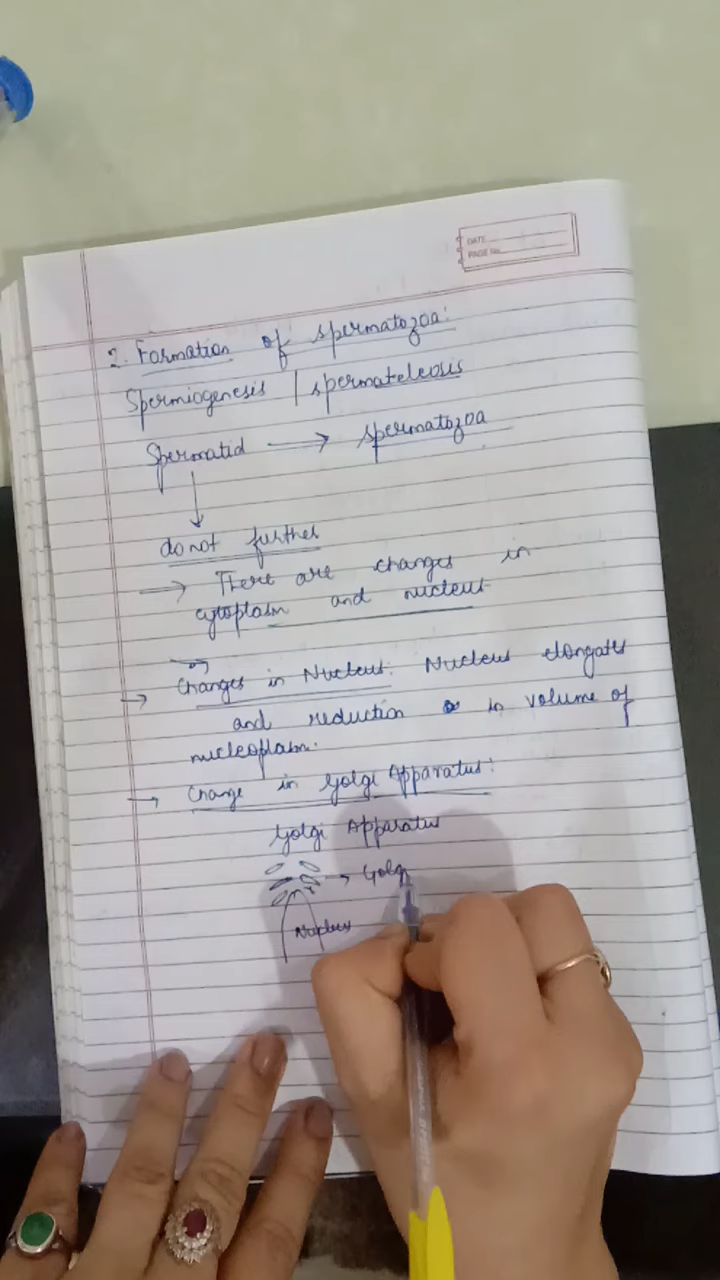 DATE
PAGE No.
2. Formation of spermatozoa:
Spermiogenesis / spermateleosis
Spermatid → spermatozoa
↓
do not further
→ There are changes in
cytoplasm and nucleus
→ Changes in Nucleus: Nucleus elongates
and reduction in volume of
nucleoplasm.
→ Change in Golgi Apparatus:
Golgi Apparatus
→ Golg
Nucleus